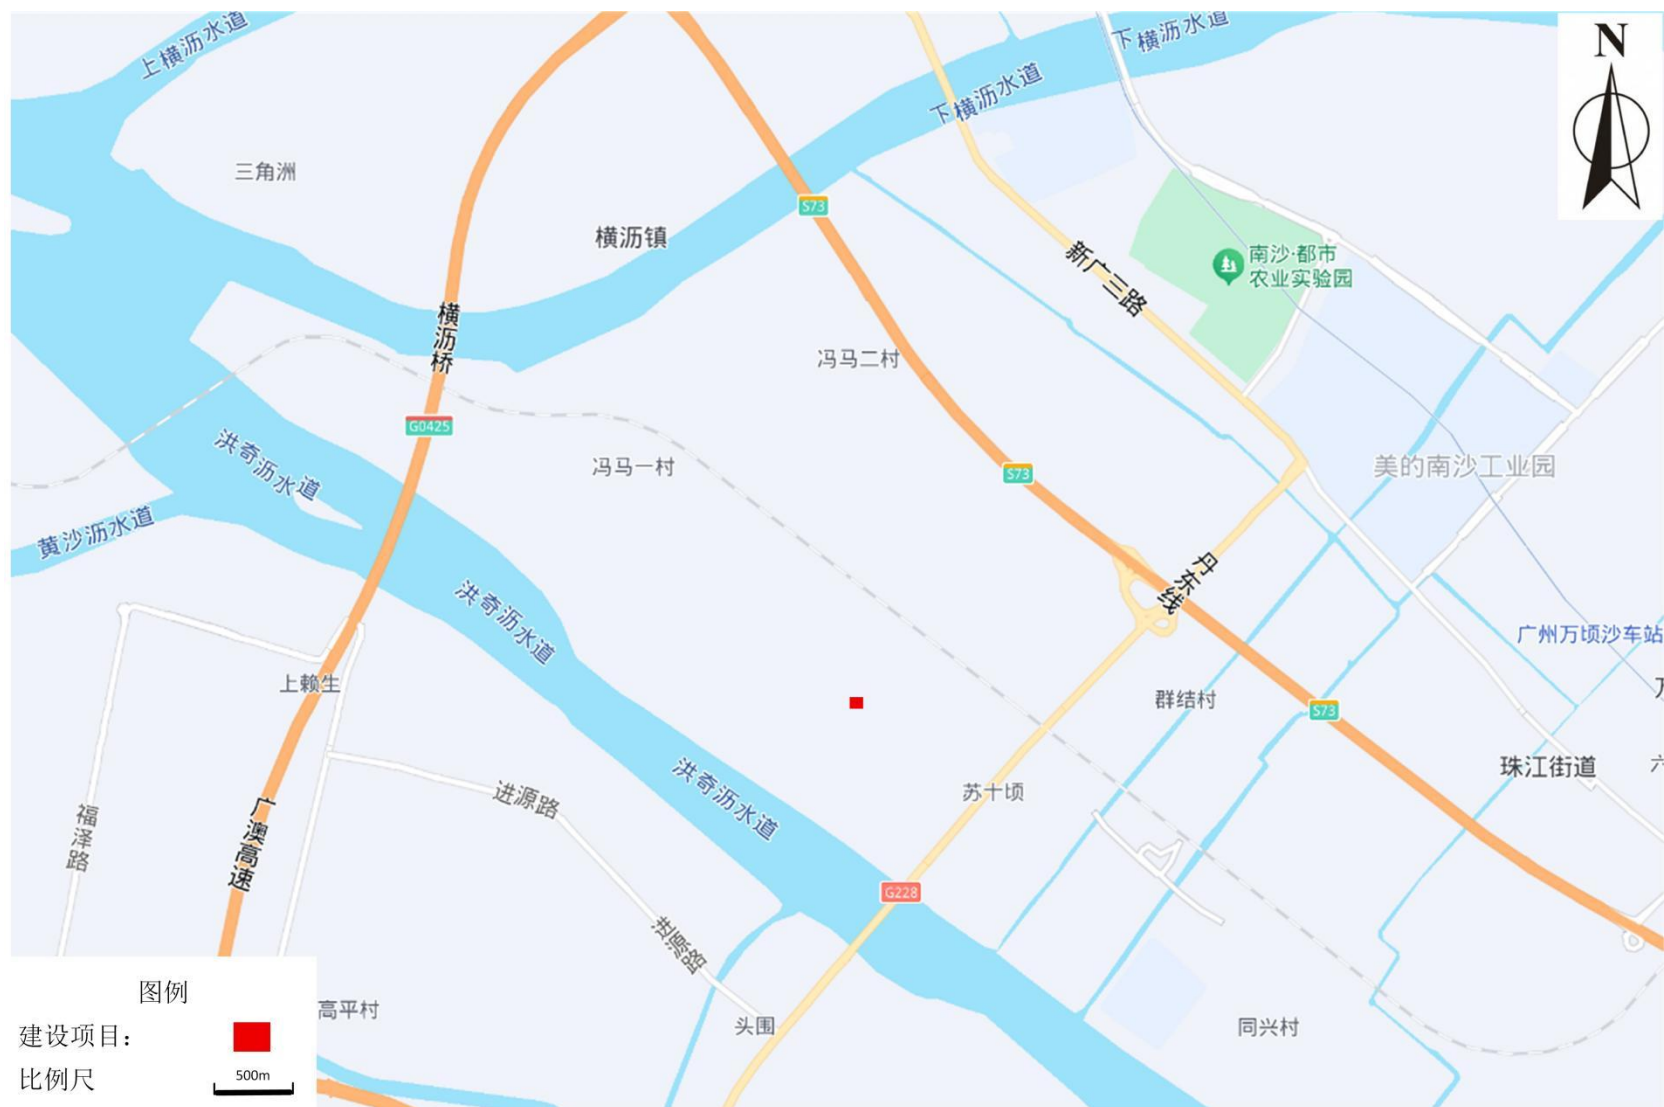 上横沥水道
下横沥水道
N
下横沥水道
三角洲
S73
横沥镇
新广三路
南沙·都市
农业实验园
横沥桥
冯马二村
G0425
洪奇沥水道
冯马一村
S73
美的南沙工业园
黄沙沥水道
丹东线
洪奇沥水道
广州万顷沙车站
上赖生
群结村
S73
珠江街道
洪奇沥水道
进源路
苏十顷
福泽路
广澳高速
G228
进源路
图例
高平村
建设项目:
头围
同兴村
比例尺
500m